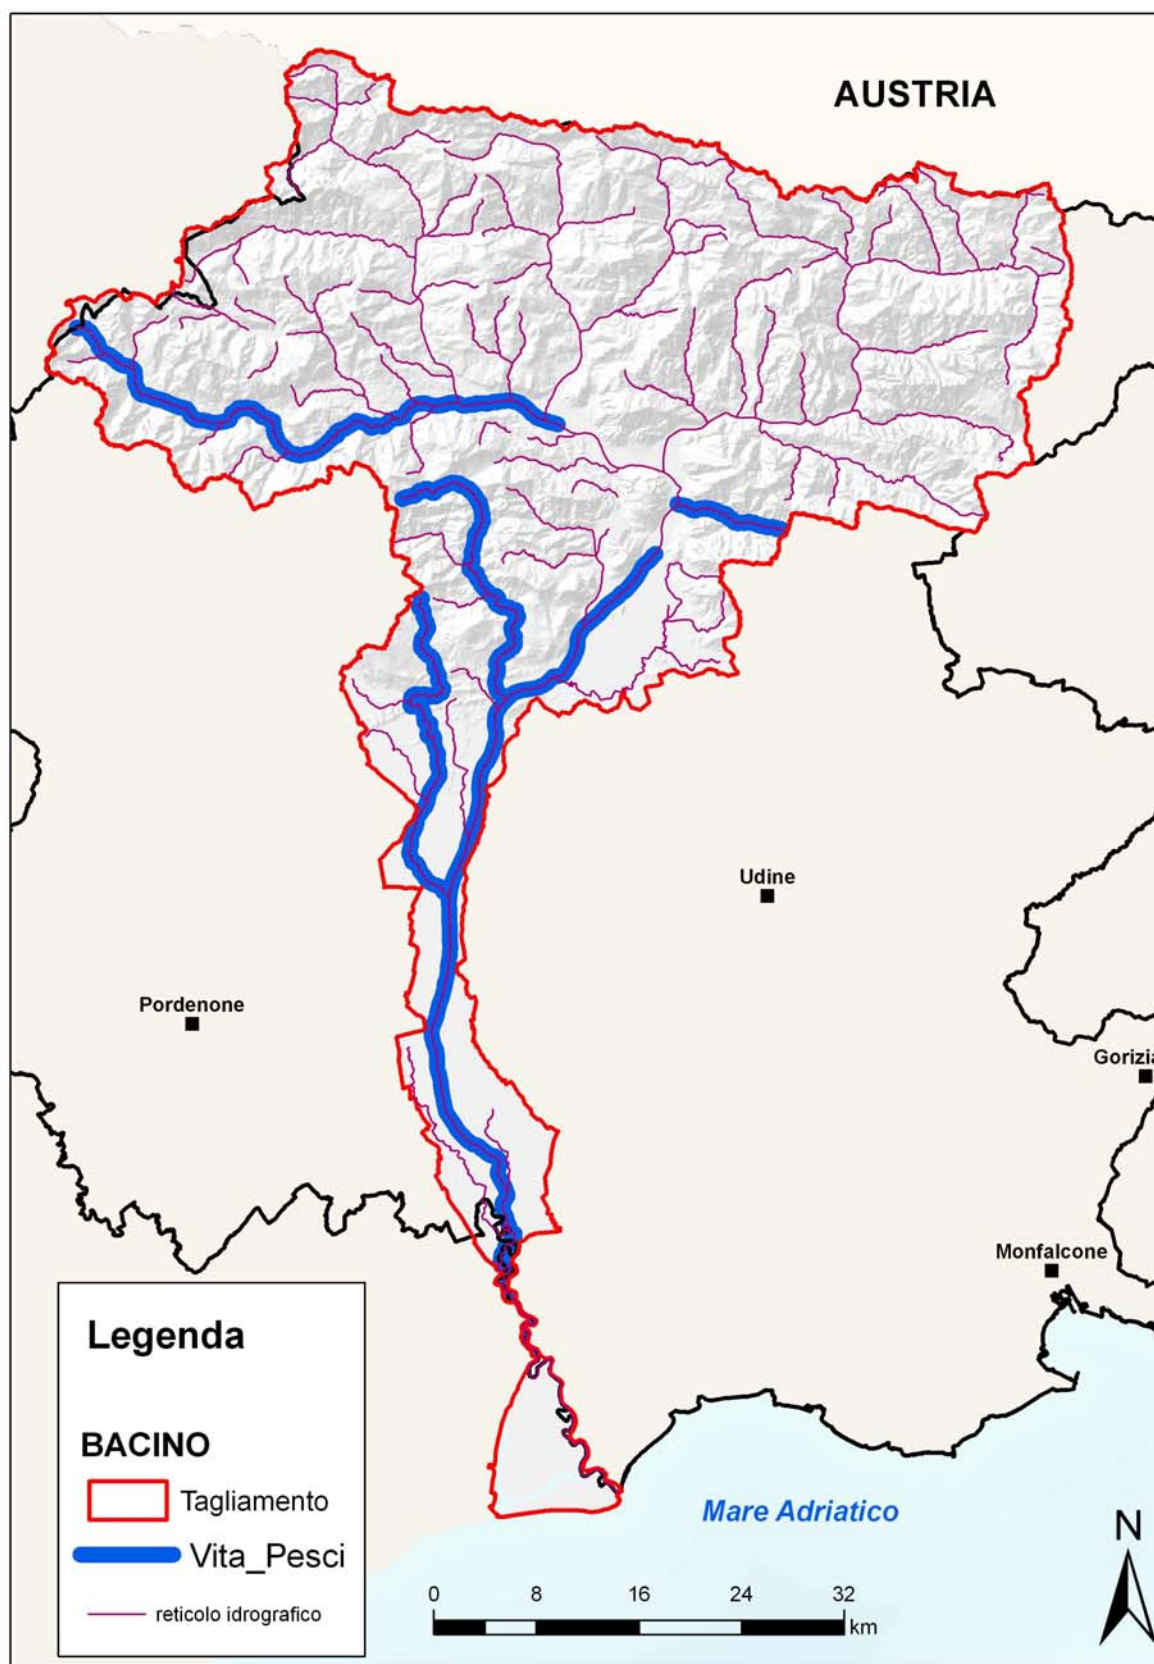 AUSTRIA
Udine
Pordenone
Gorizia
Monfalcone
Legenda
BACINO
Tagliamento
Vita_Pesci
reticolo idrografico
Mare Adriatico
N
0 8 16 24 32
km